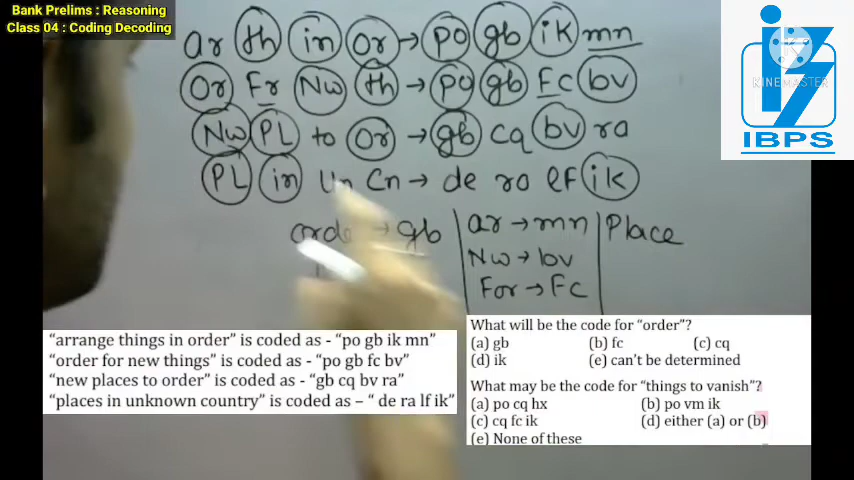 Bank Prelims : Reasoning
Class 04 : Coding Decoding
ar th in Or → po gb ik mn
Or Fr Nw th → po gb Fc bv
Nw PL to Or → gb cq bv ra
PL in Un Cn → de ra lF ik
KINEMASTER
IBPS
→ gb
ar → mn
Nw → bv
For → Fc
Place
"arrange things in order" is coded as - "po gb ik mn"
"order for new things" is coded as - "po gb fc bv"
"new places to order" is coded as - "gb cq bv ra"
"places in unknown country" is coded as – " de ra lf ik"
What will be the code for "order"?
(a) gb (b) fc (c) cq
(d) ik (e) can't be determined
What may be the code for "things to vanish"?
(a) po cq hx (b) po vm ik
(c) cq fc ik (d) either (a) or (b)
(e) None of these